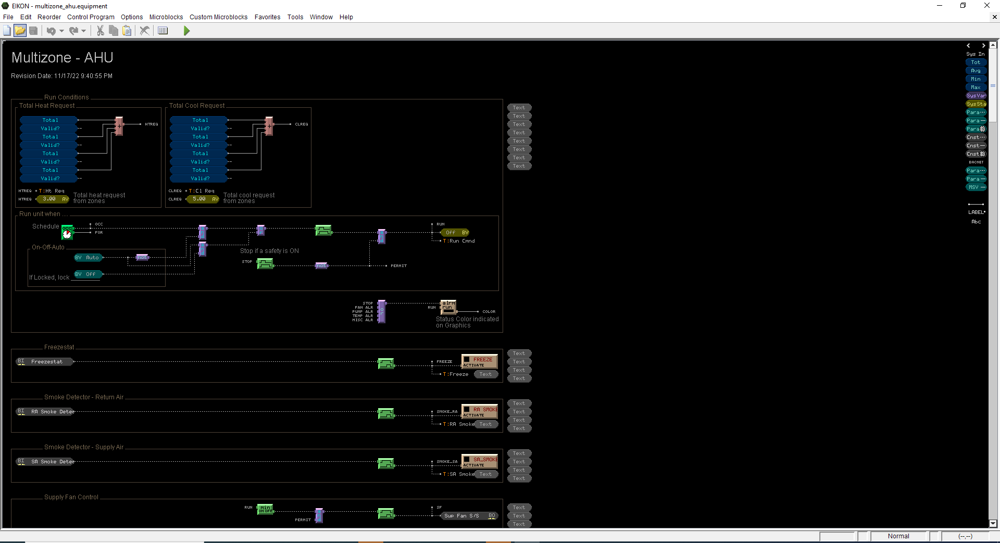 EIKON - multizone_ahu.equipment
File Edit Reorder Control Program Options Microblocks Custom Microblocks Favorites Tools Window Help
Multizone - AHU
Revision Date: 11/17/22 9:40:55 PM
Run Conditions
Total Heat Request
Total
Valid?
Total
Valid?
Total
Valid?
Total
Valid?
+
HTREQ
HTREQ T:Ht Req
HTREQ 3.00 AV
Total heat request
from zones
Total Cool Request
Total
Valid?
Total
Valid?
Total
Valid?
Total
Valid?
+
CLREQ
CLREQ T:Cl Req
CLREQ 5.00 AV
Total cool request
from zones
Text
Text
Text
Text
Text
Text
Text
Text
Run unit when ....
Schedule
OCC
OCC
FOR
and
and
or
and
RUN
Off BV
T:Run Cmnd
On-Off-Auto
BV Auto
not
BV Off
If Locked, lock
Stop if a safety is ON
STOP
not
PERMIT
STOP
FAN ALR
PUMP ALR
TEMP ALR
MISC ALR
or
RUN
alrm
run
COLOR
Status Color indicated
on Graphics
Freezestat
BI Freezestat
FREEZE
FREEZE
ACTIVATE
T:Freeze Text
Text
Text
Text
Text
Smoke Detector - Return Air
BI RA Smoke Detec
SMOKE_RA
RA SMOKE
ACTIVATE
T:RA Smoke Text
Text
Text
Text
Text
Smoke Detector - Supply Air
BI SA Smoke Detec
SMOKE_SA
SA_SMOKE
ACTIVATE
T:SA Smoke Text
Text
Text
Text
Text
Supply Fan Control
RUN
min
ON OFF
PERMIT
and
SF
Sup Fan S/S BO
Text
Text
Text
Sys In
Tot
Avg
Min
Max
SysVar
SysSta
Para
Para
Para
Cnst
Cnst
Cnst
BACNET
Para
Para
MSV
LABEL
Abc
Normal
(--,--)